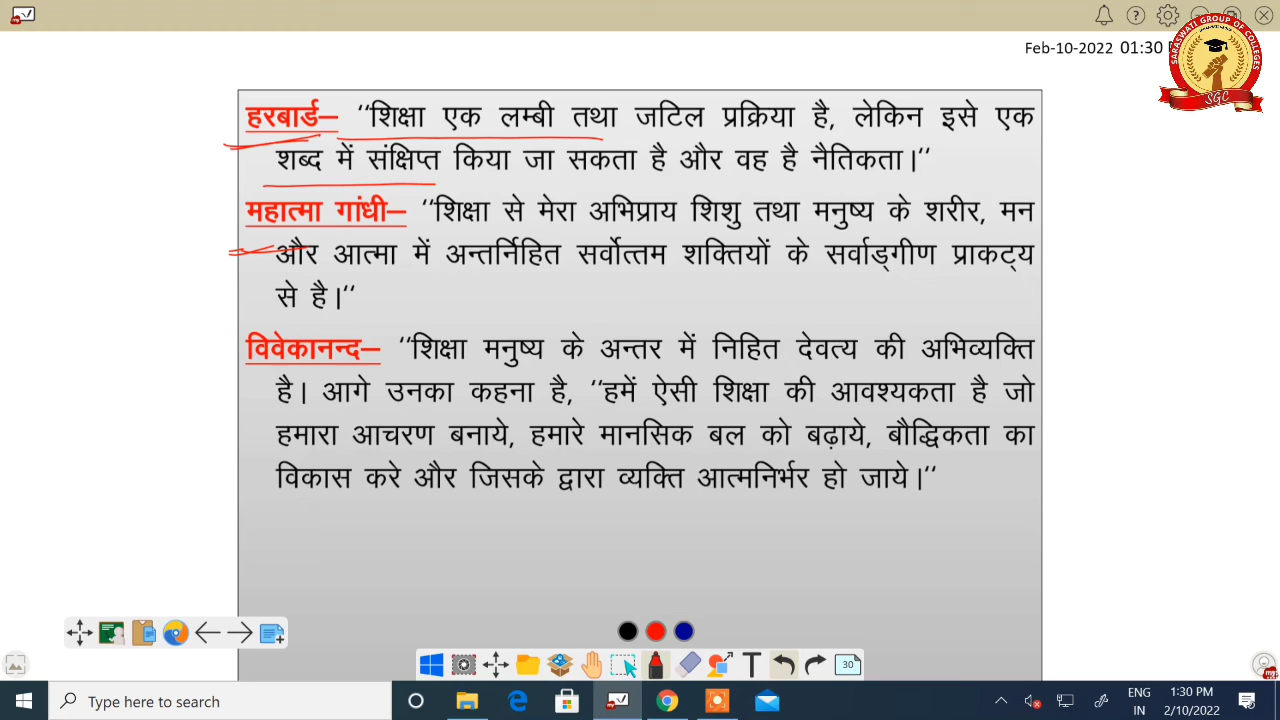 Feb-10-2022 01:30
SARASWATI GROUP OF COLLEGES
SGC
हरबार्ड– ‘‘शिक्षा एक लम्बी तथा जटिल प्रक्रिया है, लेकिन इसे एक
शब्द में संक्षिप्त किया जा सकता है और वह है नैतिकता।’’
महात्मा गांधी– ‘‘शिक्षा से मेरा अभिप्राय शिशु तथा मनुष्य के शरीर, मन
और आत्मा में अन्तर्निहित सर्वोत्तम शक्तियों के सर्वाड्गीण प्राकट्य
से है।’’
विवेकानन्द– ‘‘शिक्षा मनुष्य के अन्तर में निहित देवत्य की अभिव्यक्ति
है। आगे उनका कहना है, ‘‘हमें ऐसी शिक्षा की आवश्यकता है जो
हमारा आचरण बनाये, हमारे मानसिक बल को बढ़ाये, बौद्धिकता का
विकास करे और जिसके द्वारा व्यक्ति आत्मनिर्भर हो जाये।’’
30
Type here to search
ENG
IN
1:30 PM
2/10/2022